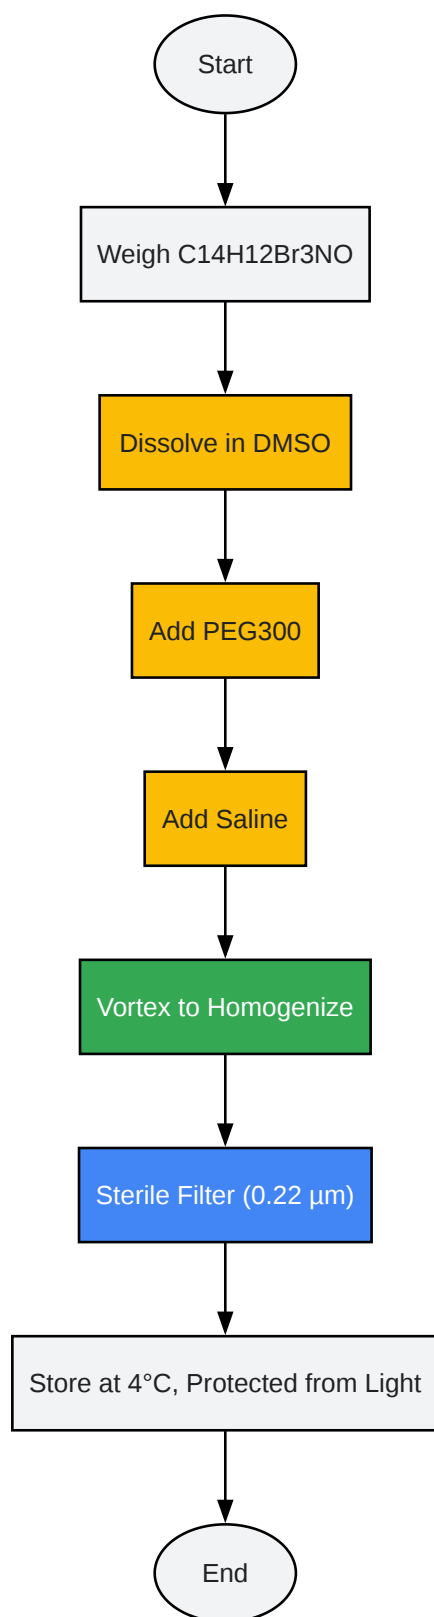 Start
Weigh C14H12Br3NO
Dissolve in DMSO
Add PEG300
Add Saline
Vortex to Homogenize
Sterile Filter (0.22 µm)
Store at 4°C, Protected from Light
End